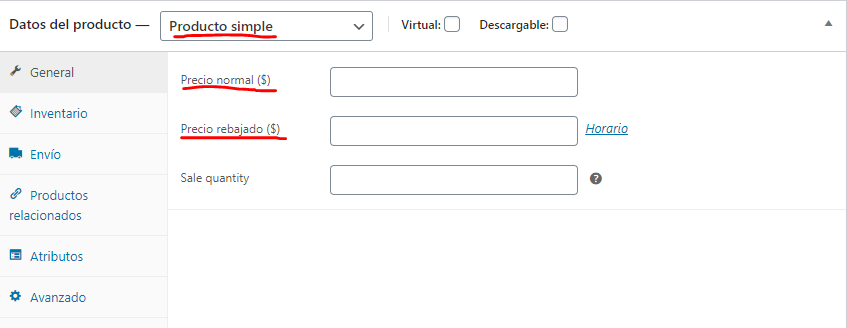 Datos del producto — Producto simple Virtual: Descargable:
General
Inventario
Envío
Productos
relacionados
Atributos
Avanzado
Precio normal ($)
Precio rebajado ($) Horario
Sale quantity ?